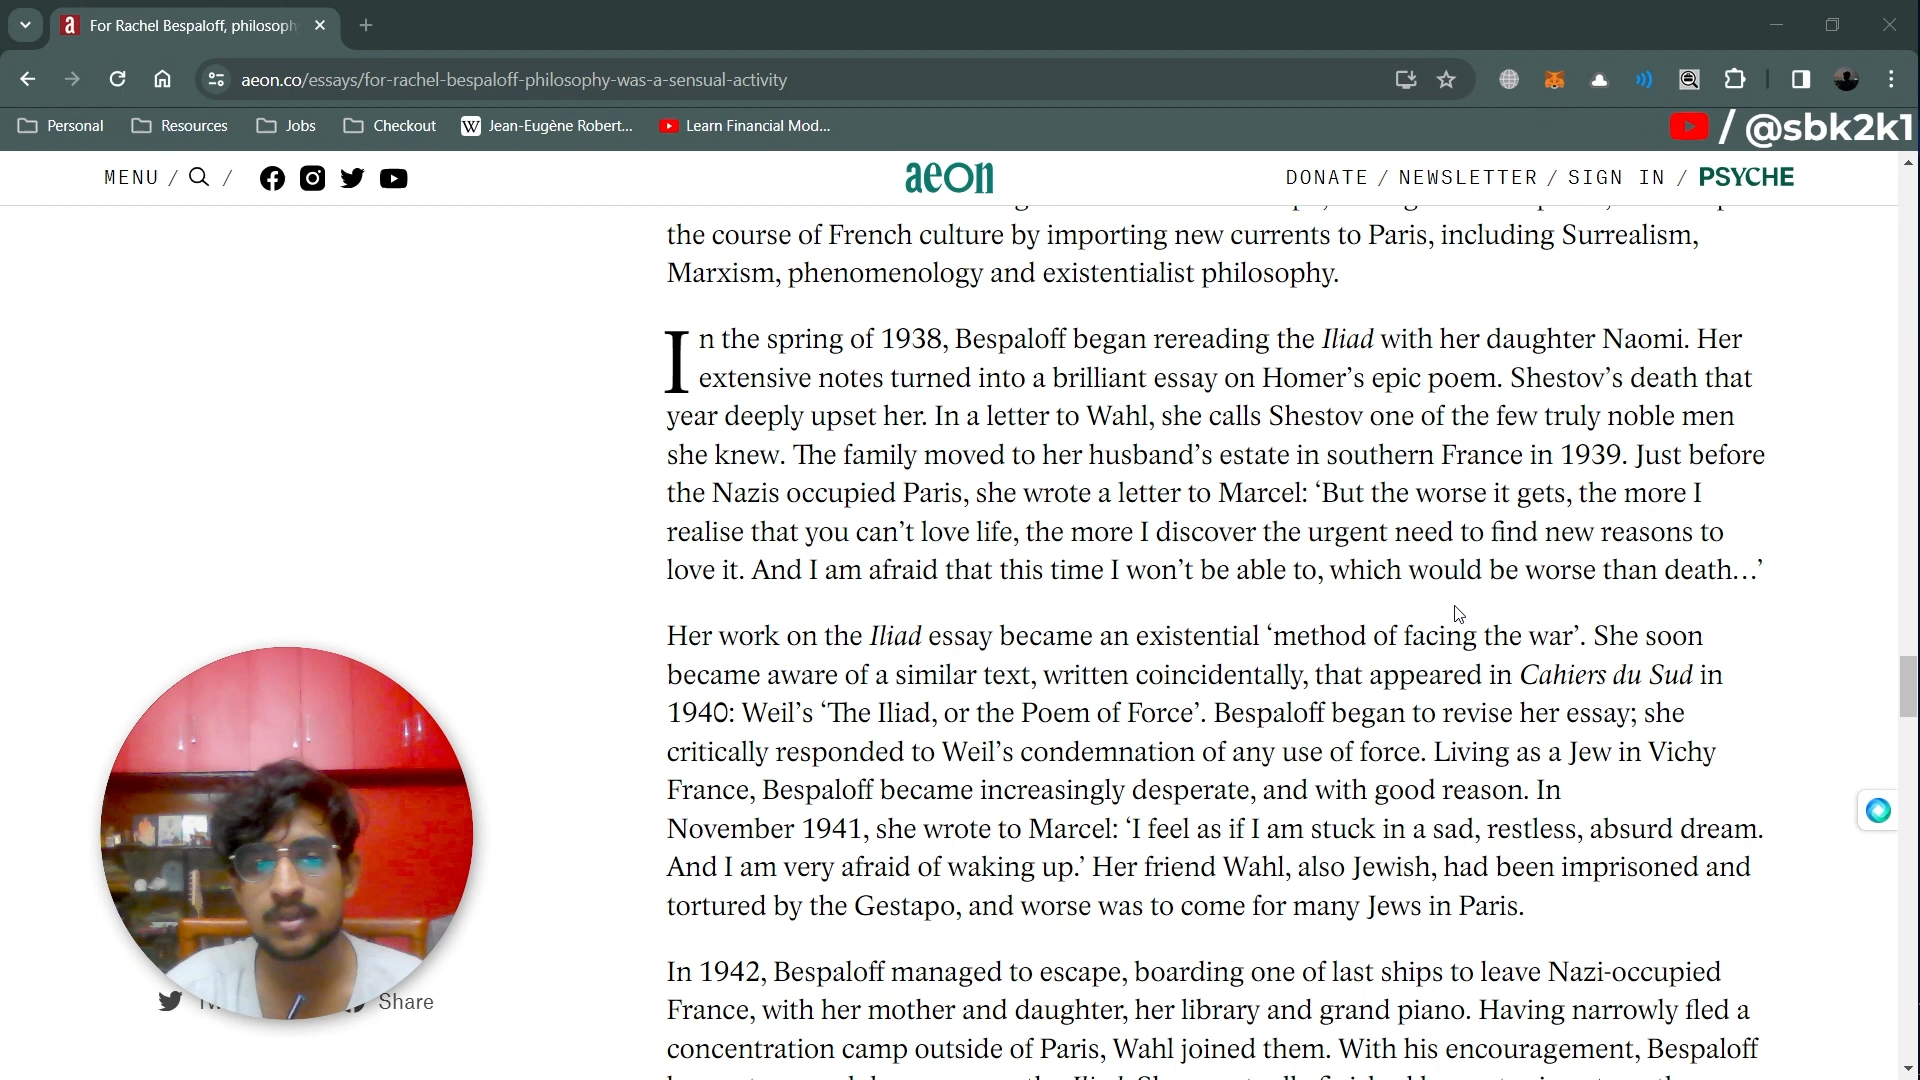 For Rachel Bespaloff, philosoph
aeon.co/essays/for-rachel-bespaloff-philosophy-was-a-sensual-activity
Personal Resources Jobs Checkout W Jean-Eugène Robert... Learn Financial Mod...
/ @sbk2k1
MENU / / aeon DONATE / NEWSLETTER / SIGN IN / PSYCHE
the course of French culture by importing new currents to Paris, including Surrealism,
Marxism, phenomenology and existentialist philosophy.
In the spring of 1938, Bespaloff began rereading the Iliad with her daughter Naomi. Her
extensive notes turned into a brilliant essay on Homer’s epic poem. Shestov’s death that
year deeply upset her. In a letter to Wahl, she calls Shestov one of the few truly noble men
she knew. The family moved to her husband’s estate in southern France in 1939. Just before
the Nazis occupied Paris, she wrote a letter to Marcel: ‘But the worse it gets, the more I
realise that you can’t love life, the more I discover the urgent need to find new reasons to
love it. And I am afraid that this time I won’t be able to, which would be worse than death…’
Her work on the Iliad essay became an existential ‘method of facing the war’. She soon
became aware of a similar text, written coincidentally, that appeared in Cahiers du Sud in
1940: Weil’s ‘The Iliad, or the Poem of Force’. Bespaloff began to revise her essay; she
critically responded to Weil’s condemnation of any use of force. Living as a Jew in Vichy
France, Bespaloff became increasingly desperate, and with good reason. In
November 1941, she wrote to Marcel: ‘I feel as if I am stuck in a sad, restless, absurd dream.
And I am very afraid of waking up.’ Her friend Wahl, also Jewish, had been imprisoned and
tortured by the Gestapo, and worse was to come for many Jews in Paris.
In 1942, Bespaloff managed to escape, boarding one of last ships to leave Nazi-occupied
France, with her mother and daughter, her library and grand piano. Having narrowly fled a
concentration camp outside of Paris, Wahl joined them. With his encouragement, Bespaloff
Share